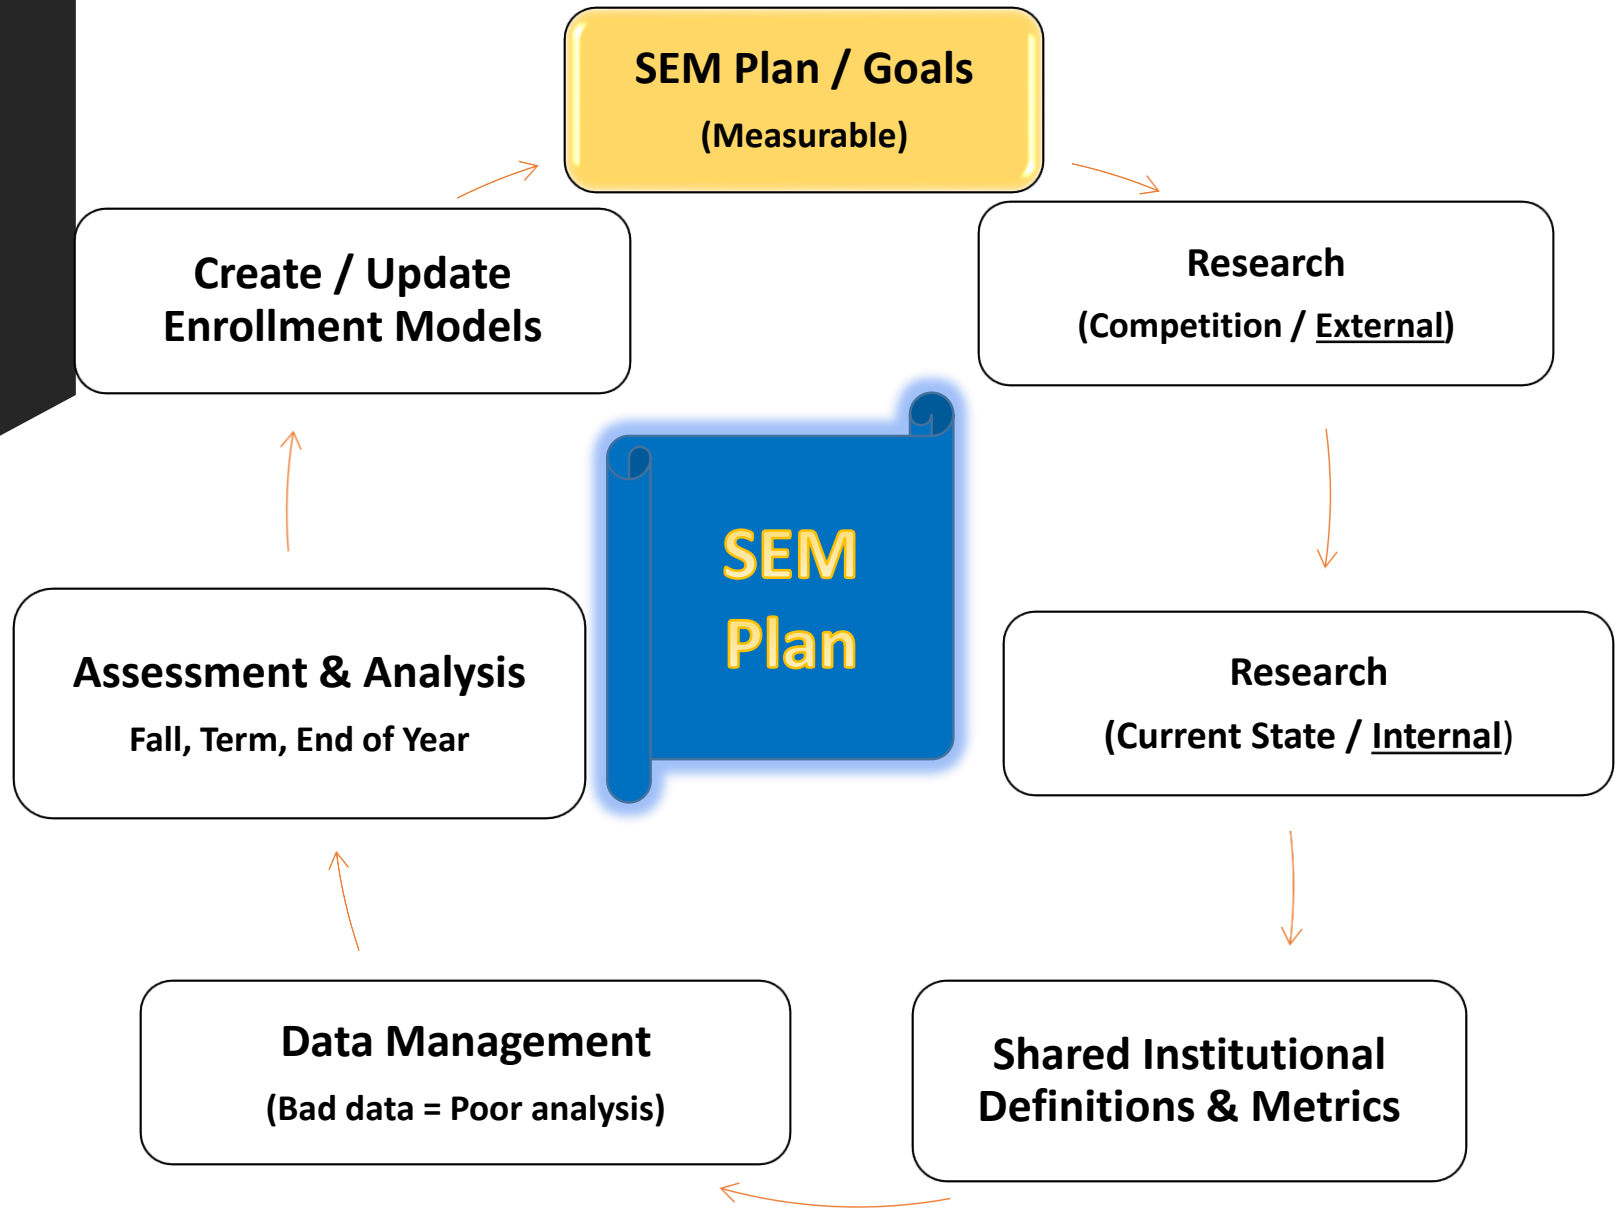 SEM Plan / Goals
(Measurable)
Research
(Competition / External)
Research
(Current State / Internal)
Shared Institutional
Definitions & Metrics
Data Management
(Bad data = Poor analysis)
Assessment & Analysis
Fall, Term, End of Year
Create / Update
Enrollment Models
SEM
Plan